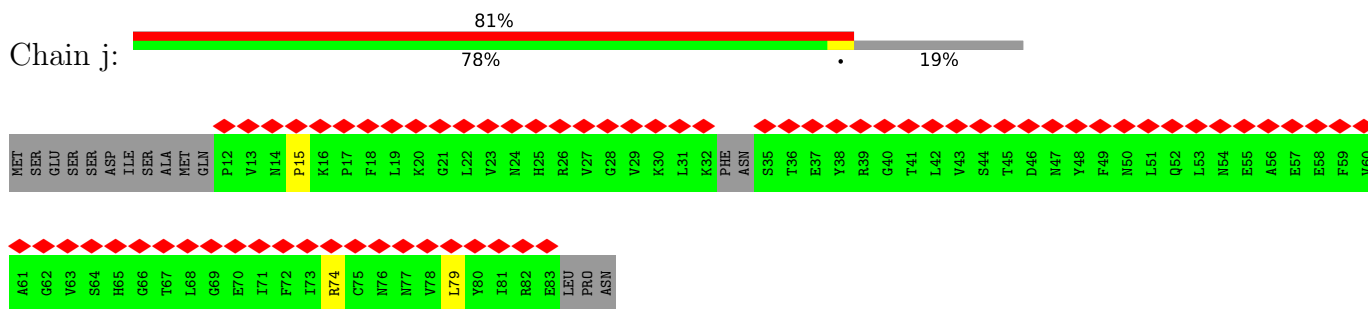 81%
Chain j:
78% • 19%
MET SER GLU SER SER ASP ILE SER ALA MET GLN P12 V13 N14 P15 K16 P17 F18 L19 K20 G21 L22 V23 N24 H25 R26 V27 G28 V29 K30 L31 K32 PHE ASN S35 T36 E37 Y38 R39 G40 T41 L42 V43 S44 T45 D46 N47 Y48 F49 N50 L51 Q52 L53 N54 E55 A56 E57 E58 F59 V60
A61 G62 V63 S64 H65 G66 T67 L68 G69 E70 I71 F72 I73 R74 C75 N76 N77 V78 L79 Y80 I81 R82 E83 LEU PRO ASN